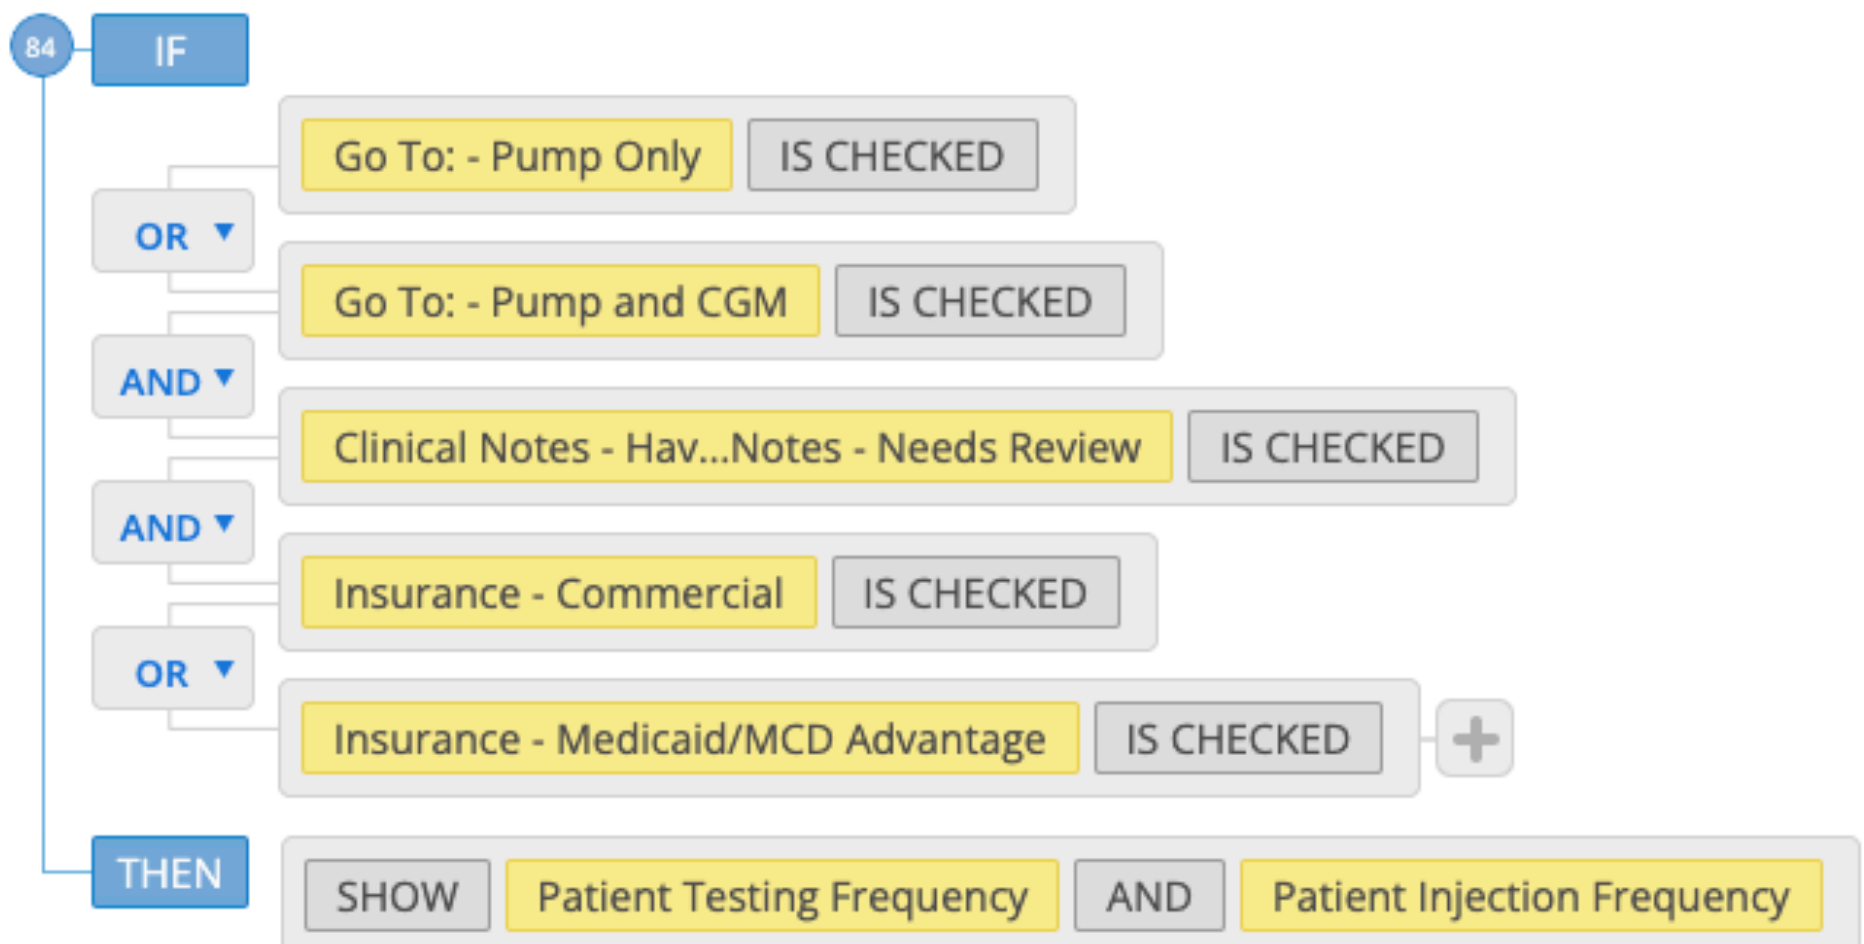 84 IF
Go To: - Pump Only IS CHECKED
OR
Go To: - Pump and CGM IS CHECKED
AND
Clinical Notes - Hav...Notes - Needs Review IS CHECKED
AND
Insurance - Commercial IS CHECKED
OR
Insurance - Medicaid/MCD Advantage IS CHECKED
THEN SHOW Patient Testing Frequency AND Patient Injection Frequency